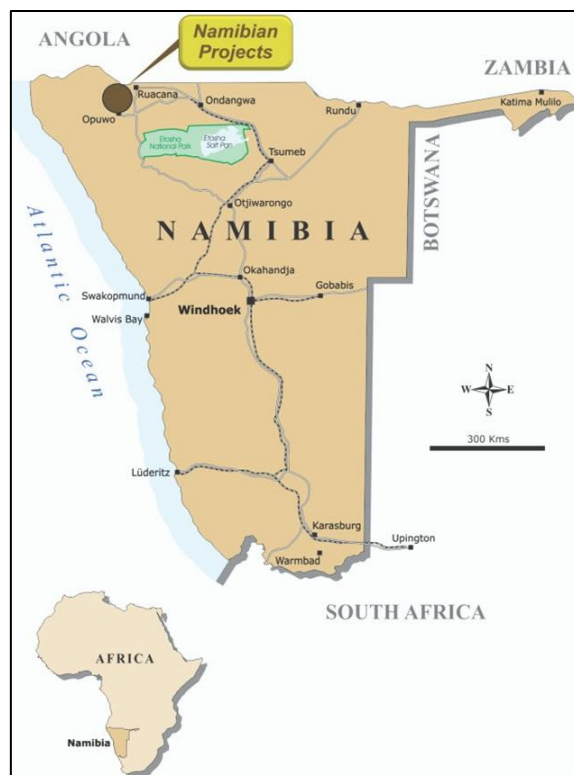 ANGOLA
Namibian
Projects
ZAMBIA
Ruacana
Ondangwa
Rundu
Katima Mulilo
Opuwo
Etosha
National Park
Etosha
Salt Pan
Tsumeb
BOTSWANA
Otjiwarongo
NAMIBIA
Atlantic Ocean
Okahandja
Swakopmund
Gobabis
Windhoek
Walvis Bay
N
W
E
S
300 Kms
Lüderitz
Karasburg
Upington
Warmbad
SOUTH AFRICA
AFRICA
Namibia